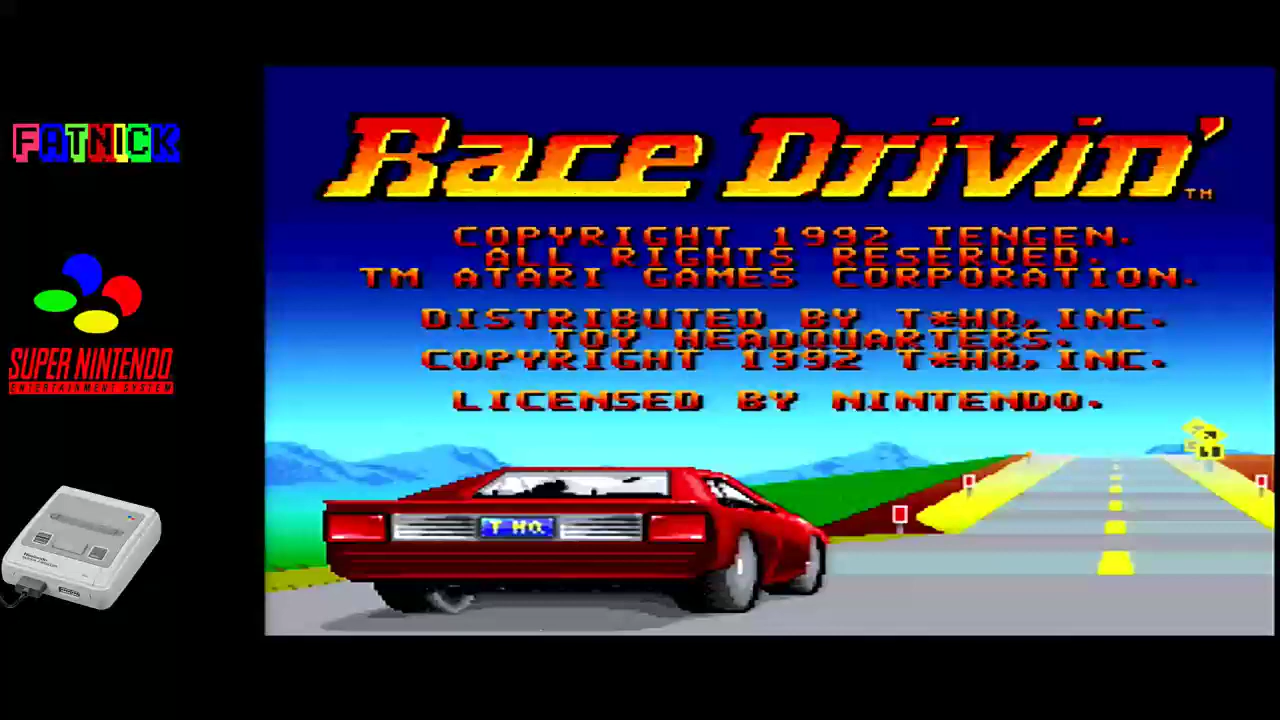 FATNICK
SUPER NINTENDO
ENTERTAINMENT SYSTEM
Race Drivin'™
COPYRIGHT 1992 TENGEN.
ALL RIGHTS RESERVED.
TM ATARI GAMES CORPORATION.
DISTRIBUTED BY T*HQ,INC.
TOY HEADQUARTERS.
COPYRIGHT 1992 T*HQ,INC.
LICENSED BY NINTENDO.
T HQ